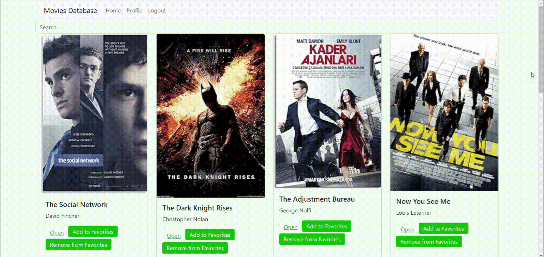 Movies Database Home Profile Logout
Search...
the social network
The Social Network
David Fincher
Open Add to Favorites
Remove from Favorites
A FIRE WILL RISE
THE DARK KNIGHT RISES
The Dark Knight Rises
Christopher Nolan
Open Add to Favorites
Remove from Favorites
MATT DAMON EMILY BLUNT
KADER
AJANLARI
The Adjustment Bureau
George Nolfi
Open Add to Favorites
Remove from Favorites
NOW YOU
SEE ME
Now You See Me
Louis Leterrier
Open Add to Favorites
Remove from Favorites